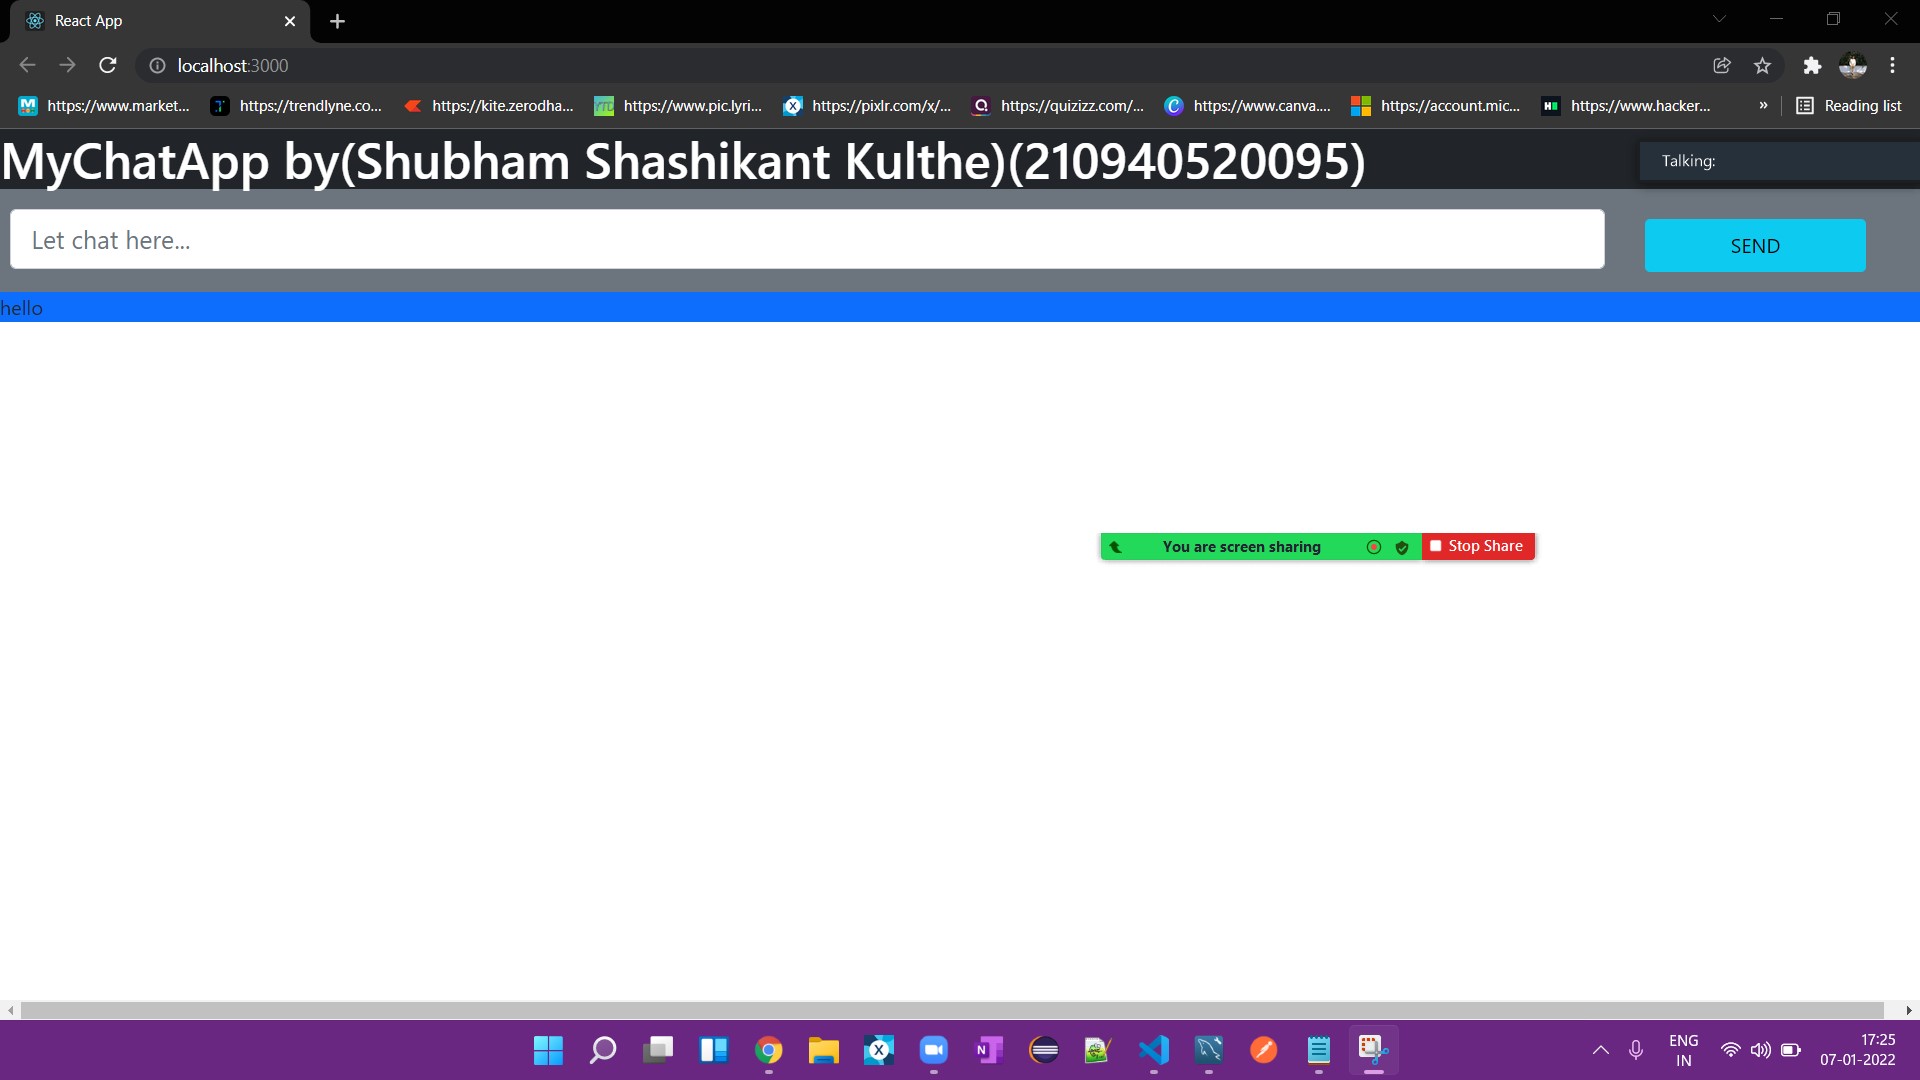 React App
localhost:3000
https://www.market...
https://trendlyne.co...
https://kite.zerodha...
https://www.pic.lyri...
https://pixlr.com/x/...
https://quizizz.com/...
https://www.canva....
https://account.mic...
https://www.hacker...
»
Reading list
MyChatApp by(Shubham Shashikant Kulthe)(210940520095)
Talking:
Let chat here...
SEND
hello
You are screen sharing
Stop Share
ENG
IN
17:25
07-01-2022